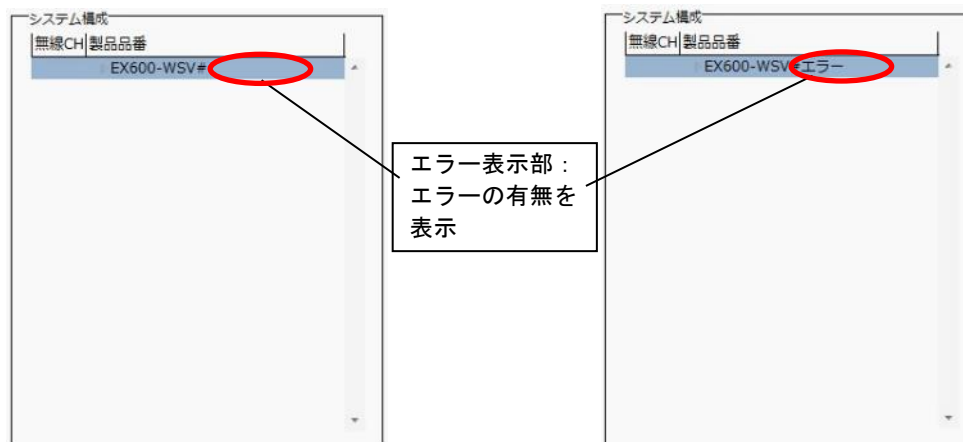 システム構成
無線CH 製品品番
EX600-WSV#
エラー表示部：
エラーの有無を
表示
システム構成
無線CH 製品品番
EX600-WSV#エラー